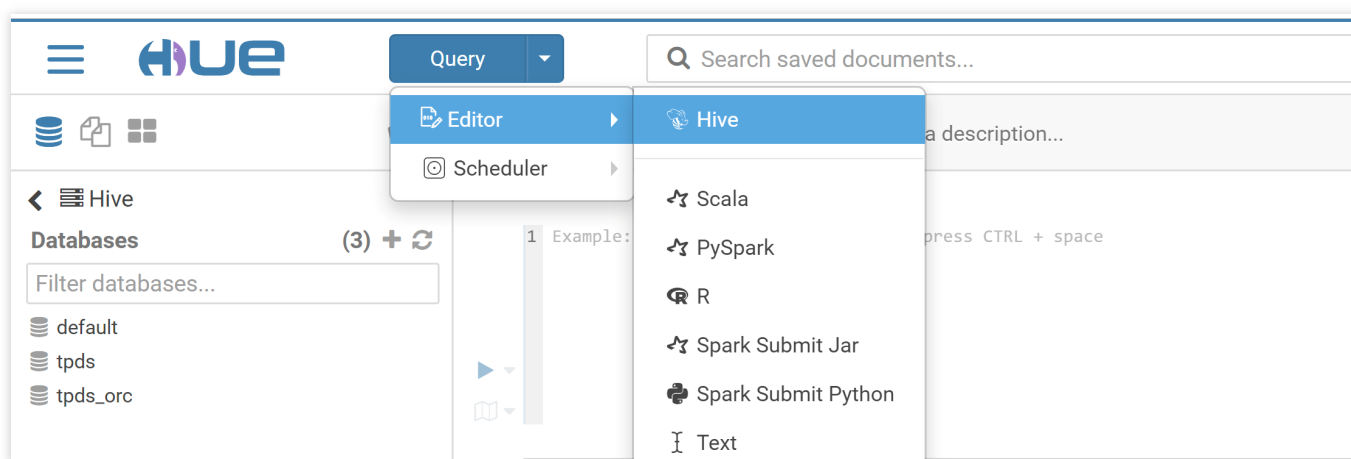 HUE
Query
Search saved documents...
Editor
Hive
a description...
Scheduler
Hive
Databases (3)
Filter databases...
default
tpds
tpds_orc
1 Example: press CTRL + space
Scala
PySpark
R
Spark Submit Jar
Spark Submit Python
Text